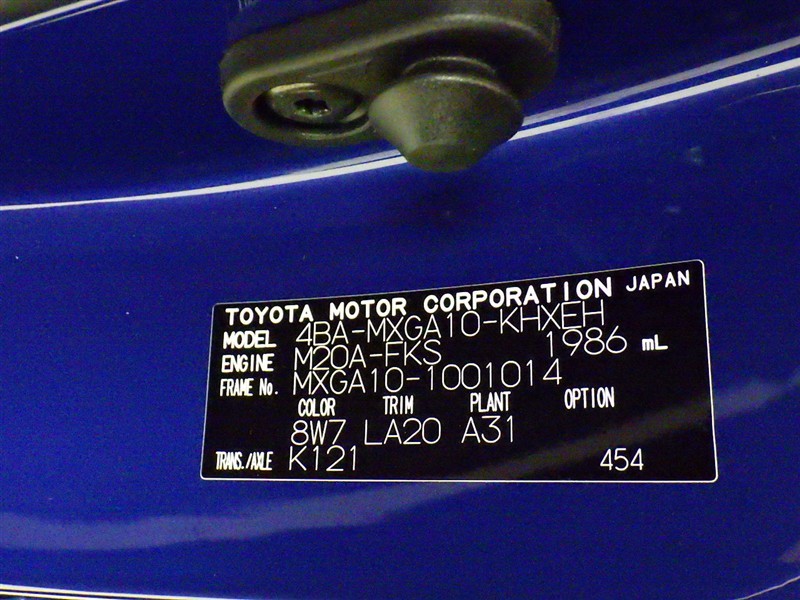 TOYOTA MOTOR CORPORATION JAPAN
MODEL 4BA-MXGA10-KHXEH
ENGINE M20A-FKS 1986 mL
FRAME No. MXGA10-1001014
COLOR TRIM PLANT OPTION
8W7 LA20 A31
TRANS./AXLE K121 454